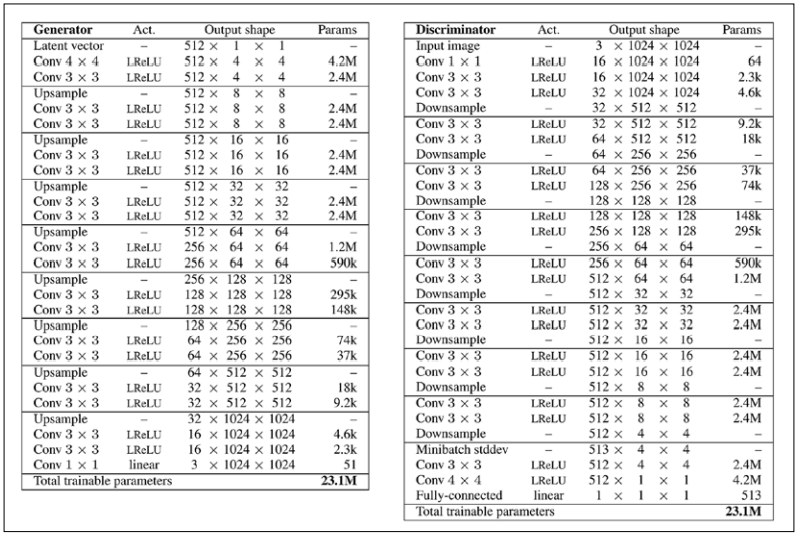 Generator Act. Output shape Params
Latent vector – 512 × 1 × 1 –
Conv 4 × 4 LReLU 512 × 4 × 4 4.2M
Conv 3 × 3 LReLU 512 × 4 × 4 2.4M
Upsample – 512 × 8 × 8 –
Conv 3 × 3 LReLU 512 × 8 × 8 2.4M
Conv 3 × 3 LReLU 512 × 8 × 8 2.4M
Upsample – 512 × 16 × 16 –
Conv 3 × 3 LReLU 512 × 16 × 16 2.4M
Conv 3 × 3 LReLU 512 × 16 × 16 2.4M
Upsample – 512 × 32 × 32 –
Conv 3 × 3 LReLU 512 × 32 × 32 2.4M
Conv 3 × 3 LReLU 512 × 32 × 32 2.4M
Upsample – 512 × 64 × 64 –
Conv 3 × 3 LReLU 256 × 64 × 64 1.2M
Conv 3 × 3 LReLU 256 × 64 × 64 590k
Upsample – 256 × 128 × 128 –
Conv 3 × 3 LReLU 128 × 128 × 128 295k
Conv 3 × 3 LReLU 128 × 128 × 128 148k
Upsample – 128 × 256 × 256 –
Conv 3 × 3 LReLU 64 × 256 × 256 74k
Conv 3 × 3 LReLU 64 × 256 × 256 37k
Upsample – 64 × 512 × 512 –
Conv 3 × 3 LReLU 32 × 512 × 512 18k
Conv 3 × 3 LReLU 32 × 512 × 512 9.2k
Upsample – 32 × 1024 × 1024 –
Conv 3 × 3 LReLU 16 × 1024 × 1024 4.6k
Conv 3 × 3 LReLU 16 × 1024 × 1024 2.3k
Conv 1 × 1 linear 3 × 1024 × 1024 51
Total trainable parameters 23.1M
Discriminator Act. Output shape Params
Input image – 3 × 1024 × 1024 –
Conv 1 × 1 LReLU 16 × 1024 × 1024 64
Conv 3 × 3 LReLU 16 × 1024 × 1024 2.3k
Conv 3 × 3 LReLU 32 × 1024 × 1024 4.6k
Downsample – 32 × 512 × 512 –
Conv 3 × 3 LReLU 32 × 512 × 512 9.2k
Conv 3 × 3 LReLU 64 × 512 × 512 18k
Downsample – 64 × 256 × 256 –
Conv 3 × 3 LReLU 64 × 256 × 256 37k
Conv 3 × 3 LReLU 128 × 256 × 256 74k
Downsample – 128 × 128 × 128 –
Conv 3 × 3 LReLU 128 × 128 × 128 148k
Conv 3 × 3 LReLU 256 × 128 × 128 295k
Downsample – 256 × 64 × 64 –
Conv 3 × 3 LReLU 256 × 64 × 64 590k
Conv 3 × 3 LReLU 512 × 64 × 64 1.2M
Downsample – 512 × 32 × 32 –
Conv 3 × 3 LReLU 512 × 32 × 32 2.4M
Conv 3 × 3 LReLU 512 × 32 × 32 2.4M
Downsample – 512 × 16 × 16 –
Conv 3 × 3 LReLU 512 × 16 × 16 2.4M
Conv 3 × 3 LReLU 512 × 16 × 16 2.4M
Downsample – 512 × 8 × 8 –
Conv 3 × 3 LReLU 512 × 8 × 8 2.4M
Conv 3 × 3 LReLU 512 × 8 × 8 2.4M
Downsample – 512 × 4 × 4 –
Minibatch stddev – 513 × 4 × 4 –
Conv 3 × 3 LReLU 512 × 4 × 4 2.4M
Conv 4 × 4 LReLU 512 × 1 × 1 4.2M
Fully-connected linear 1 × 1 × 1 513
Total trainable parameters 23.1M